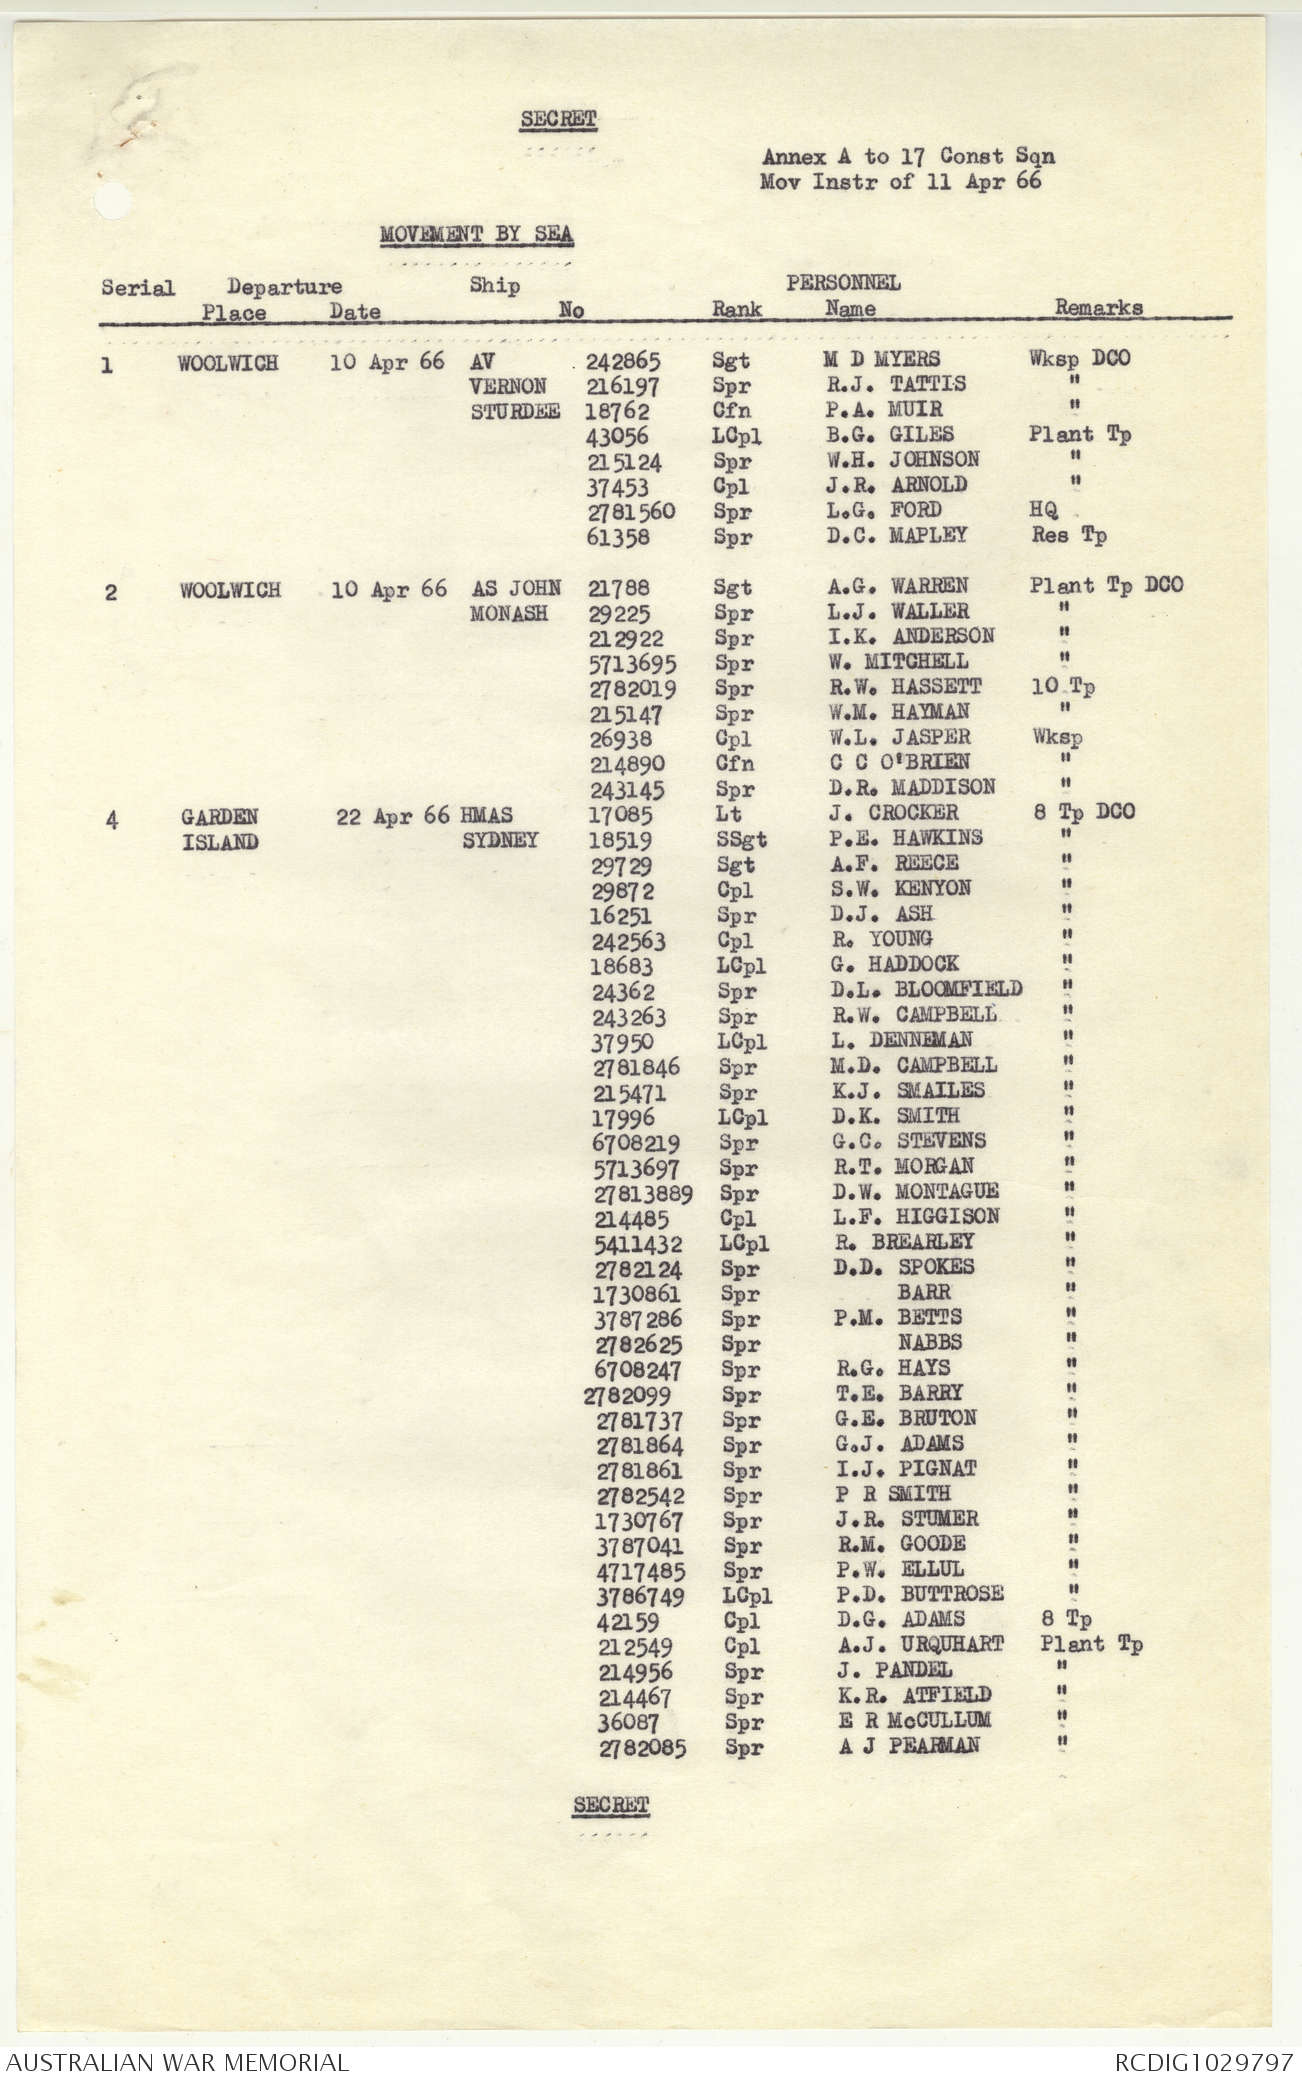 SECRET
Annex A to 17 Const Sqn
Mov Instr of 11 Apr 66
MOVEMENT BY SEA
Serial Departure Ship PERSONNEL
Place Date No Rank Name Remarks
1 WOOLWICH 10 Apr 66 AV 242865 Sgt M D MYERS Wksp DCO
VERNON 216197 Spr R.J. TATTIS "
STURDEE 18762 Cfn P.A. MUIR "
43056 LCpl B.G. GILES Plant Tp
215124 Spr W.H. JOHNSON "
37453 Cpl J.R. ARNOLD "
2781560 Spr L.G. FORD HQ
61358 Spr D.C. MAPLEY Res Tp
2 WOOLWICH 10 Apr 66 AS JOHN 21788 Sgt A.G. WARREN Plant Tp DCO
MONASH 29225 Spr L.J. WALLER "
212922 Spr I.K. ANDERSON "
5713695 Spr W. MITCHELL "
2782019 Spr R.W. HASSETT 10 Tp
215147 Spr W.M. HAYMAN "
26938 Cpl W.L. JASPER Wksp
214890 Cfn C C O'BRIEN "
243145 Spr D.R. MADDISON "
4 GARDEN 22 Apr 66 HMAS 17085 Lt J. CROCKER 8 Tp DCO
ISLAND SYDNEY 18519 SSgt P.E. HAWKINS "
29729 Sgt A.F. REECE "
29872 Cpl S.W. KENYON "
16251 Spr D.J. ASH "
242563 Cpl R. YOUNG "
18683 LCpl G. HADDOCK "
24362 Spr D.L. BLOOMFIELD "
243263 Spr R.W. CAMPBELL "
37950 LCpl L. DENNEMAN "
2781846 Spr M.D. CAMPBELL "
215471 Spr K.J. SMAILES "
17996 LCpl D.K. SMITH "
6708219 Spr G.C. STEVENS "
5713697 Spr R.T. MORGAN "
27813889 Spr D.W. MONTAGUE "
214485 Cpl L.F. HIGGISON "
5411432 LCpl R. BREARLEY "
2782124 Spr D.D. SPOKES "
1730861 Spr BARR "
3787286 Spr P.M. BETTS "
2782625 Spr NABBS "
6708247 Spr R.G. HAYS "
2782099 Spr T.E. BARRY "
2781737 Spr G.E. BRUTON "
2781864 Spr G.J. ADAMS "
2781861 Spr I.J. PIGNAT "
2782542 Spr P R SMITH "
1730767 Spr J.R. STUMER "
3787041 Spr R.M. GOODE "
4717485 Spr P.W. ELLUL "
3786749 LCpl P.D. BUTTROSE "
42159 Cpl D.G. ADAMS 8 Tp
212549 Cpl A.J. URQUHART Plant Tp
214956 Spr J. PANDEL "
214467 Spr K.R. ATFIELD "
36087 Spr E R McCULLUM "
2782085 Spr A J PEARMAN "
SECRET
AUSTRALIAN WAR MEMORIAL RCDIG1029797